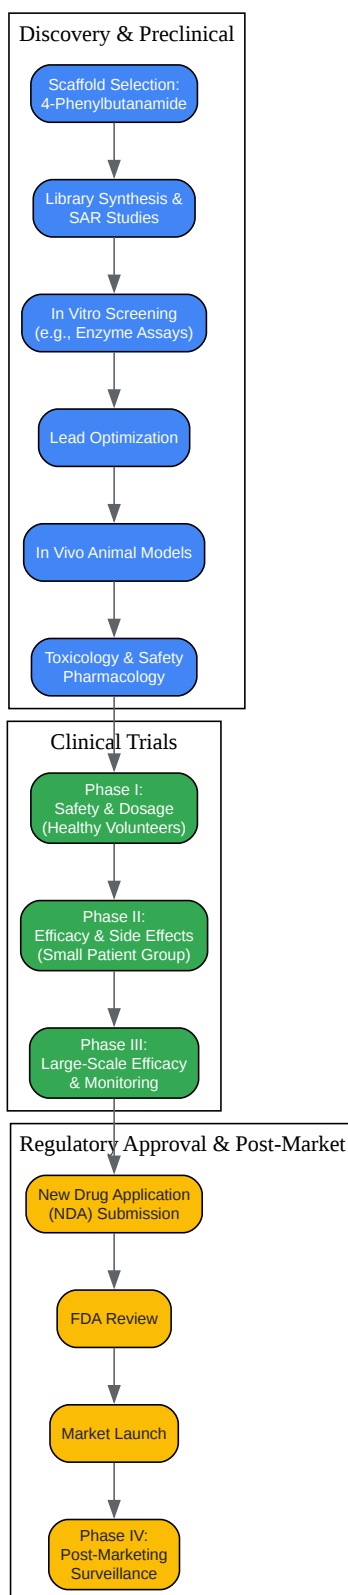 Discovery & Preclinical
Scaffold Selection:
4-Phenylbutanamide
Library Synthesis &
SAR Studies
In Vitro Screening
(e.g., Enzyme Assays)
Lead Optimization
In Vivo Animal Models
Toxicology & Safety
Pharmacology
Clinical Trials
Phase I:
Safety & Dosage
(Healthy Volunteers)
Phase II:
Efficacy & Side Effects
(Small Patient Group)
Phase III:
Large-Scale Efficacy
& Monitoring
Regulatory Approval & Post-Market
New Drug Application
(NDA) Submission
FDA Review
Market Launch
Phase IV:
Post-Marketing
Surveillance